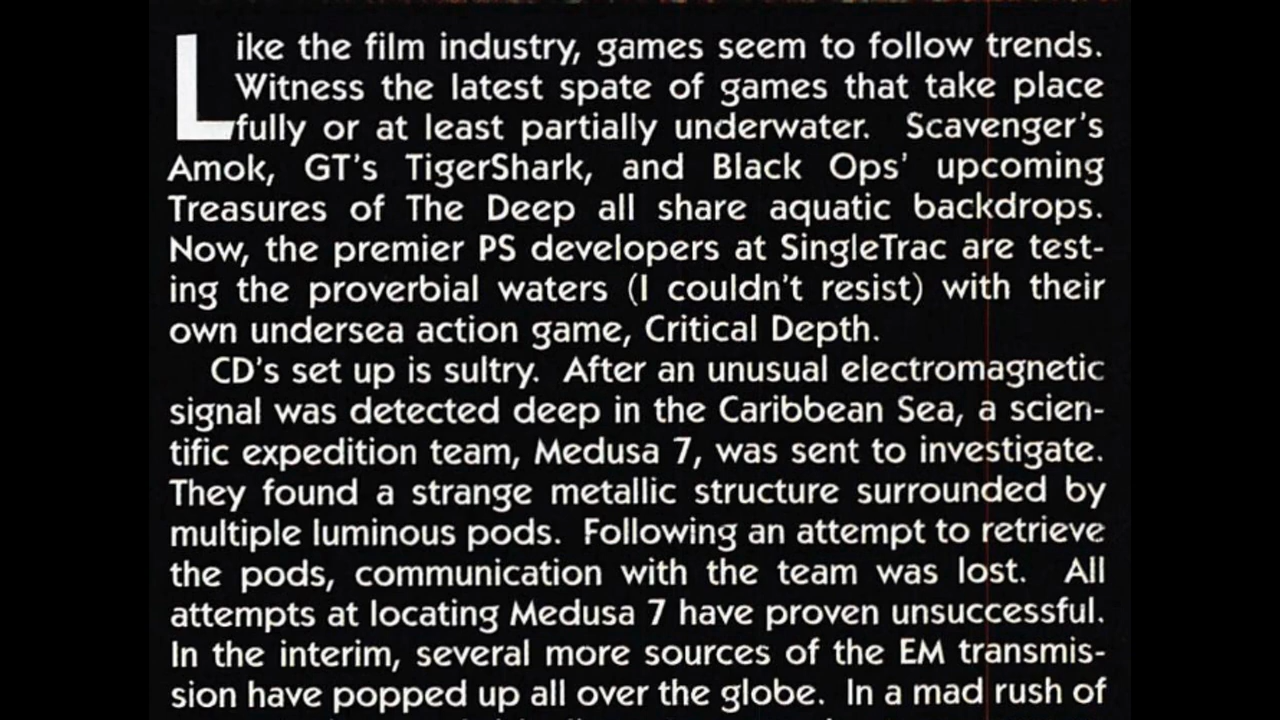 Like the film industry, games seem to follow trends.
Witness the latest spate of games that take place
fully or at least partially underwater. Scavenger's
Amok, GT's TigerShark, and Black Ops' upcoming
Treasures of The Deep all share aquatic backdrops.
Now, the premier PS developers at SingleTrac are test-
ing the proverbial waters (I couldn't resist) with their
own undersea action game, Critical Depth.
CD's set up is sultry. After an unusual electromagnetic
signal was detected deep in the Caribbean Sea, a scien-
tific expedition team, Medusa 7, was sent to investigate.
They found a strange metallic structure surrounded by
multiple luminous pods. Following an attempt to retrieve
the pods, communication with the team was lost. All
attempts at locating Medusa 7 have proven unsuccessful.
In the interim, several more sources of the EM transmis-
sion have popped up all over the globe. In a mad rush of